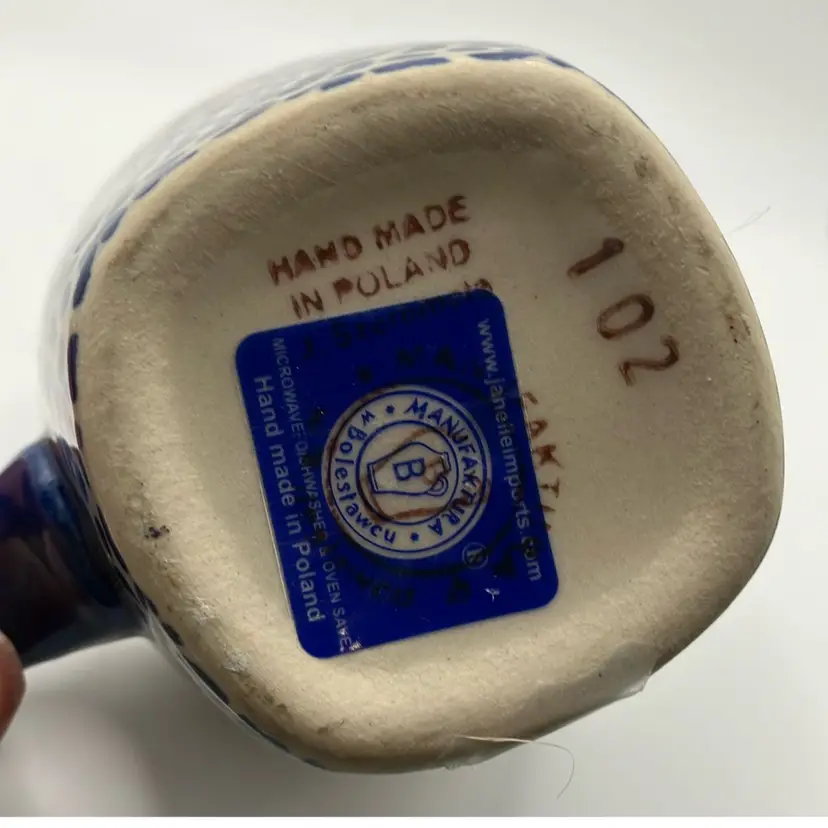 HAND MADE
IN POLAND
102
www.janelleimports.com
MANUFAKTURA
w Bolesławcu
B
®
MICROWAVE, DISHWASHER & OVEN SAFE
Hand made in Poland